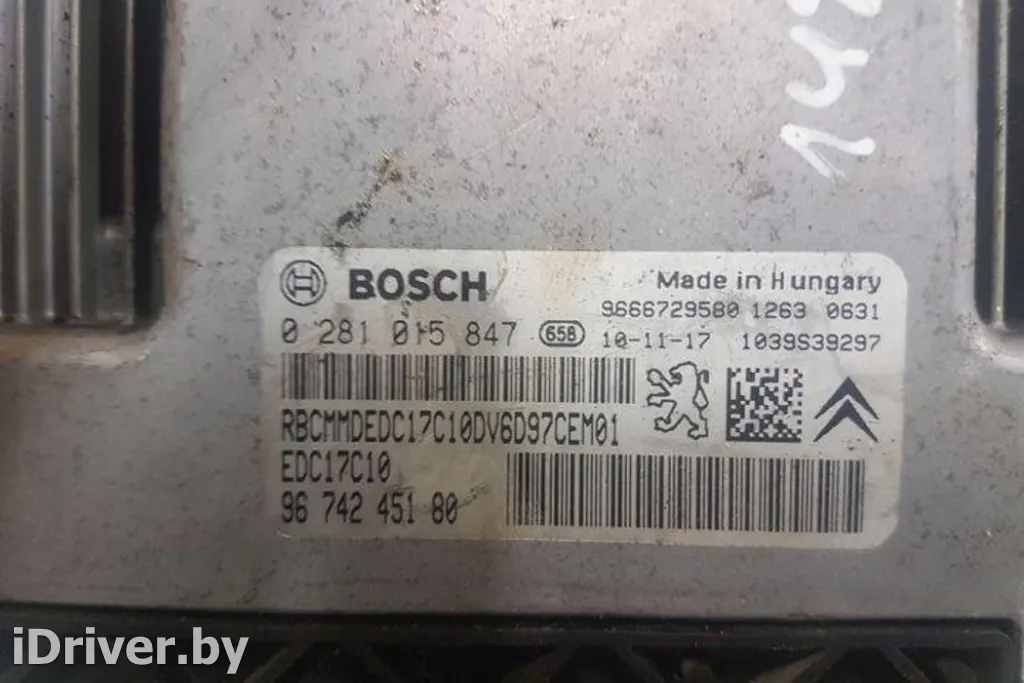 BOSCH
Made in Hungary
9666729580 1263 0631
0 281 015 847 658 10-11-17 1039S39297
RBCMMDEDC17C10DV6D97CEM01
EDC17C10
96 742 451 80
iDriver.by